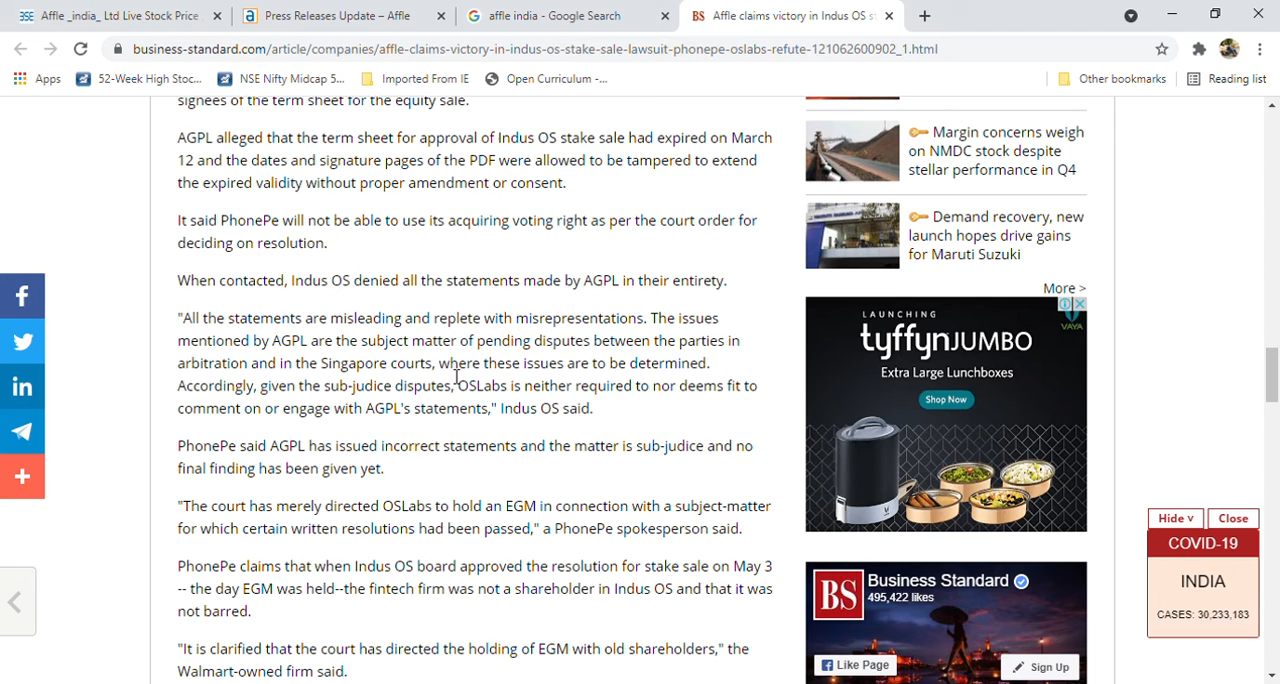 Affle _india_ Ltd Live Stock Price
Press Releases Update – Affle
affle india - Google Search
BS Affle claims victory in Indus OS st
business-standard.com/article/companies/affle-claims-victory-in-indus-os-stake-sale-lawsuit-phonepe-oslabs-refute-121062600902_1.html
Apps
52-Week High Stoc...
NSE Nifty Midcap 5...
Imported From IE
Open Curriculum -...
Other bookmarks
Reading list
signees of the term sheet for the equity sale.
AGPL alleged that the term sheet for approval of Indus OS stake sale had expired on March
12 and the dates and signature pages of the PDF were allowed to be tampered to extend
the expired validity without proper amendment or consent.
It said PhonePe will not be able to use its acquiring voting right as per the court order for
deciding on resolution.
When contacted, Indus OS denied all the statements made by AGPL in their entirety.
"All the statements are misleading and replete with misrepresentations. The issues
mentioned by AGPL are the subject matter of pending disputes between the parties in
arbitration and in the Singapore courts, where these issues are to be determined.
Accordingly, given the sub-judice disputes, OSLabs is neither required to nor deems fit to
comment on or engage with AGPL's statements," Indus OS said.
PhonePe said AGPL has issued incorrect statements and the matter is sub-judice and no
final finding has been given yet.
"The court has merely directed OSLabs to hold an EGM in connection with a subject-matter
for which certain written resolutions had been passed," a PhonePe spokesperson said.
PhonePe claims that when Indus OS board approved the resolution for stake sale on May 3
-- the day EGM was held--the fintech firm was not a shareholder in Indus OS and that it was
not barred.
"It is clarified that the court has directed the holding of EGM with old shareholders," the
Walmart-owned firm said.
Margin concerns weigh
on NMDC stock despite
stellar performance in Q4
Demand recovery, new
launch hopes drive gains
for Maruti Suzuki
More >
VAYA
LAUNCHING
tyffynJUMBO
Extra Large Lunchboxes
Shop Now
BS
Business Standard
495,422 likes
Like Page
Sign Up
Hide v
Close
COVID-19
INDIA
CASES: 30,233,183